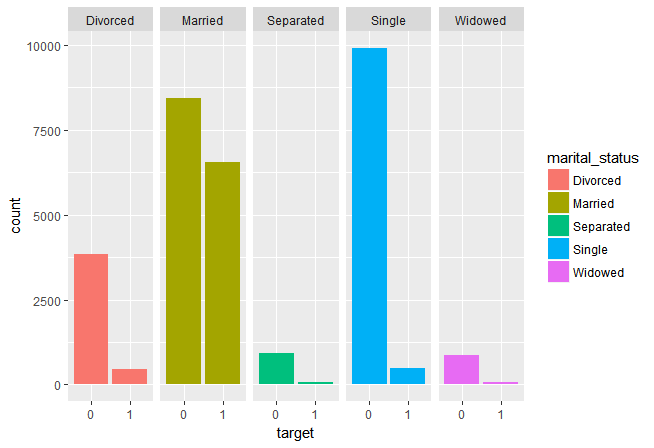 Divorced Married Separated Single Widowed
10000
7500
5000
2500
0
count
0 1 0 1 0 1 0 1 0 1
target
marital_status
Divorced
Married
Separated
Single
Widowed